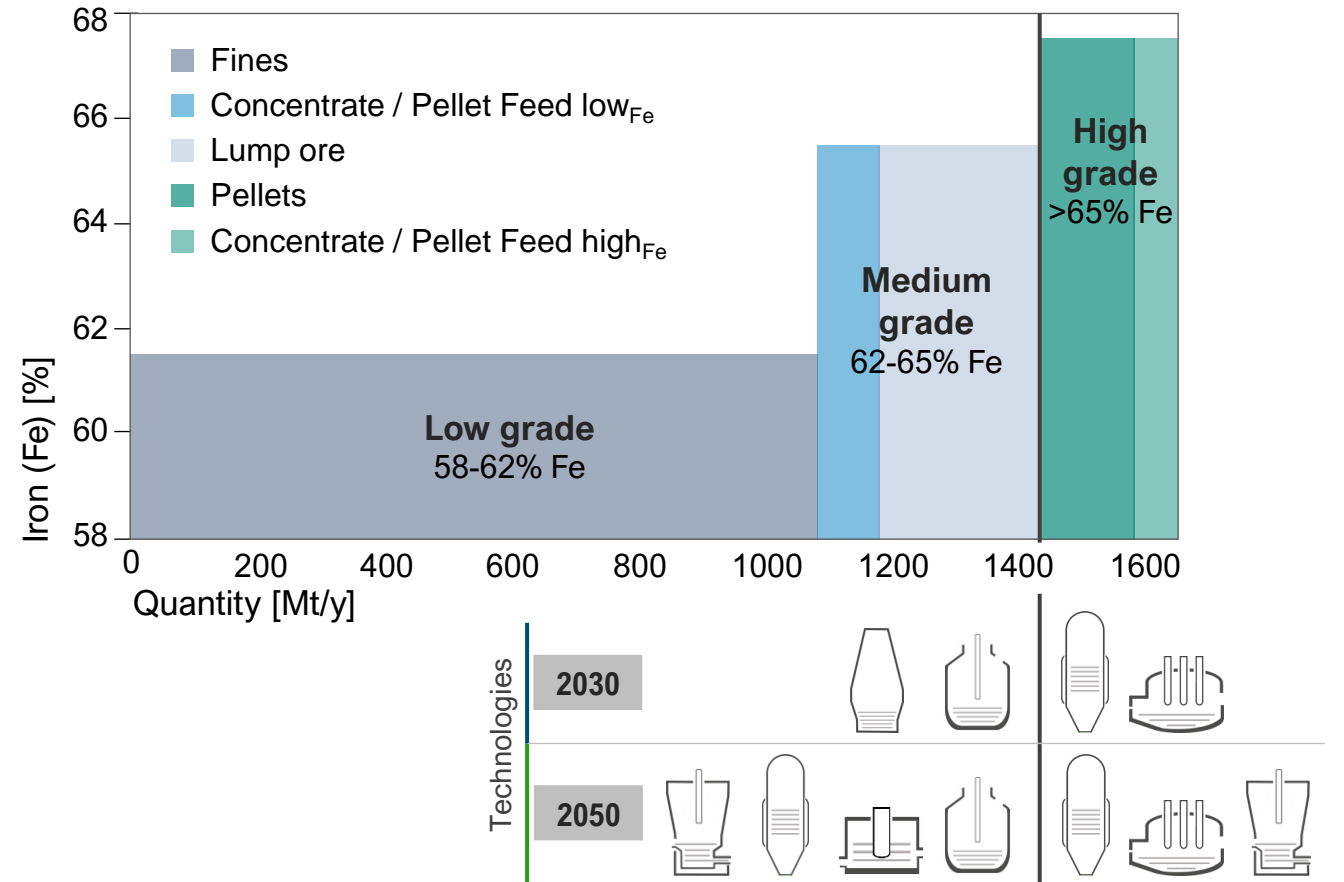 68
66
64
62
60
58
Iron (Fe) [%]
Fines
Concentrate / Pellet Feed low_Fe
Lump ore
Pellets
Concentrate / Pellet Feed high_Fe
Low grade
58-62% Fe
Medium
grade
62-65% Fe
High
grade
>65% Fe
0 200 400 600 800 1000 1200 1400 1600
Quantity [Mt/y]
Technologies
2030
2050